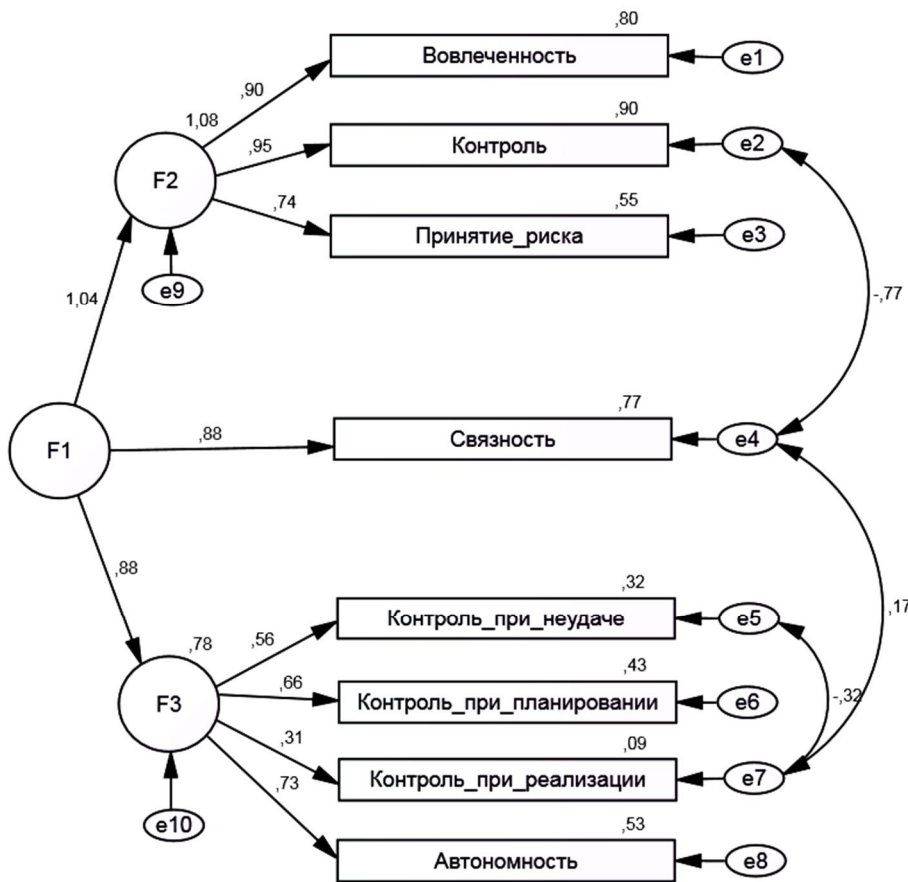 ,80
Вовлеченность
e1
,90
1,08
,90
Контроль
e2
,95
F2
,74
,55
Принятие_риска
e3
e9
1,04
-,77
,77
,88
Связность
e4
F1
,88
,17
,32
Контроль_при_неудаче
e5
,78
,56
,43
,66
Контроль_при_планировании
e6
-,32
F3
,31
,09
Контроль_при_реализации
e7
,73
e10
,53
Автономность
e8